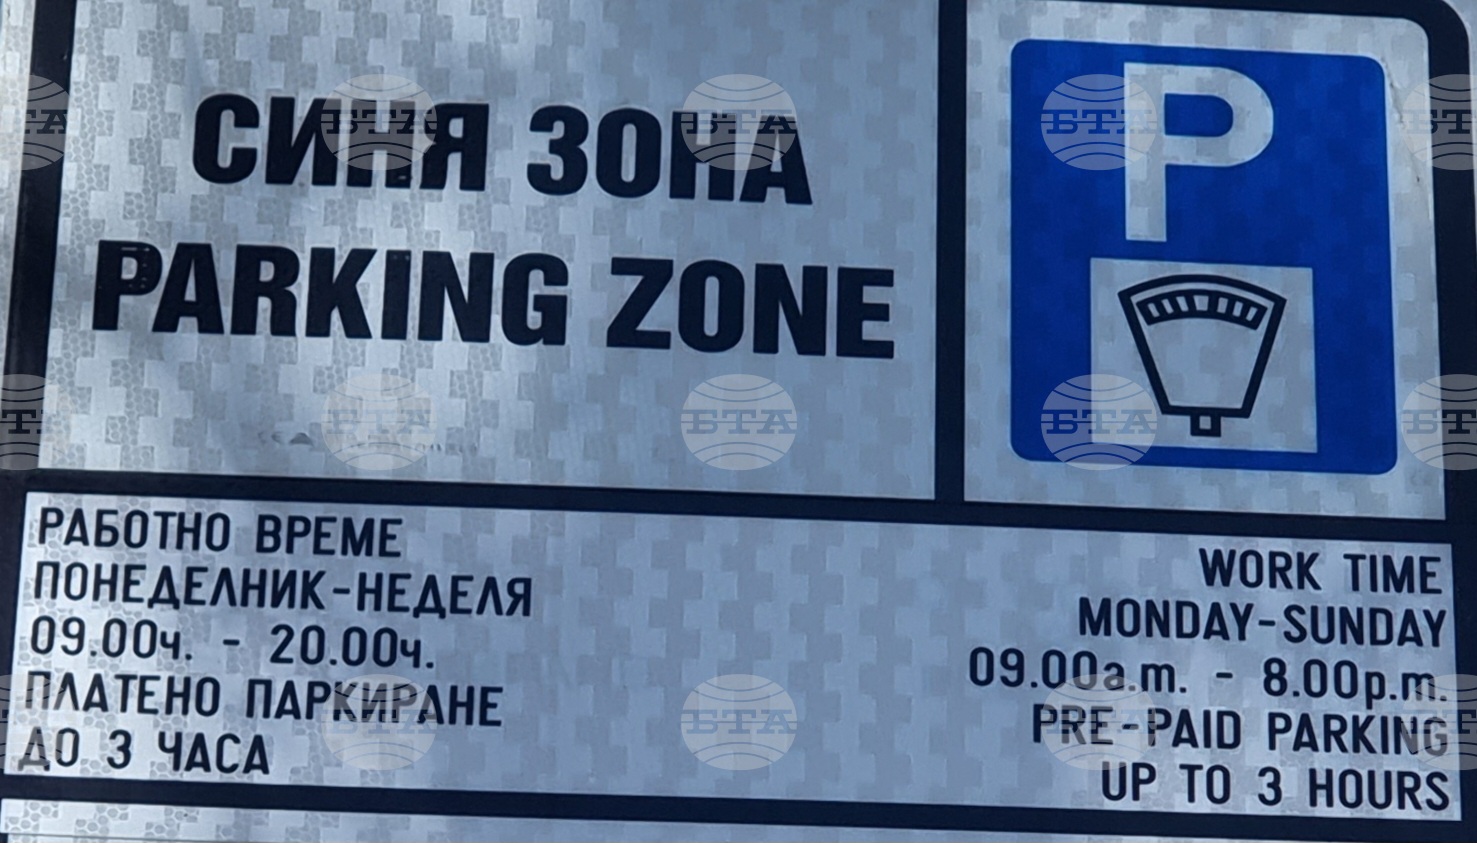 СИНЯ ЗОНА
PARKING ZONE
P
РАБОТНО ВРЕМЕ
ПОНЕДЕЛНИК-НЕДЕЛЯ
09.00ч. - 20.00ч.
ПЛАТЕНО ПАРКИРАНЕ
ДО 3 ЧАСА
WORK TIME
MONDAY-SUNDAY
09.00a.m. - 8.00p.m.
PRE-PAID PARKING
UP TO 3 HOURS
БТА